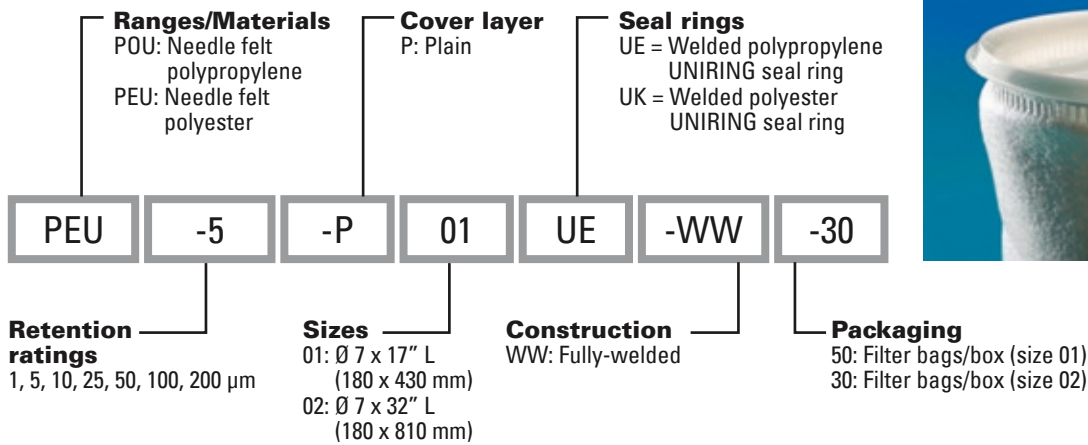 Ranges/Materials
POU: Needle felt
polypropylene
PEU: Needle felt
polyester
Cover layer
P: Plain
Seal rings
UE = Welded polypropylene
UNIRING seal ring
UK = Welded polyester
UNIRING seal ring
PEU -5 -P 01 UE -WW -30
Retention
ratings
1, 5, 10, 25, 50, 100, 200 µm
Sizes
01: Ø 7 x 17” L
(180 x 430 mm)
02: Ø 7 x 32” L
(180 x 810 mm)
Construction
WW: Fully-welded
Packaging
50: Filter bags/box (size 01)
30: Filter bags/box (size 02)